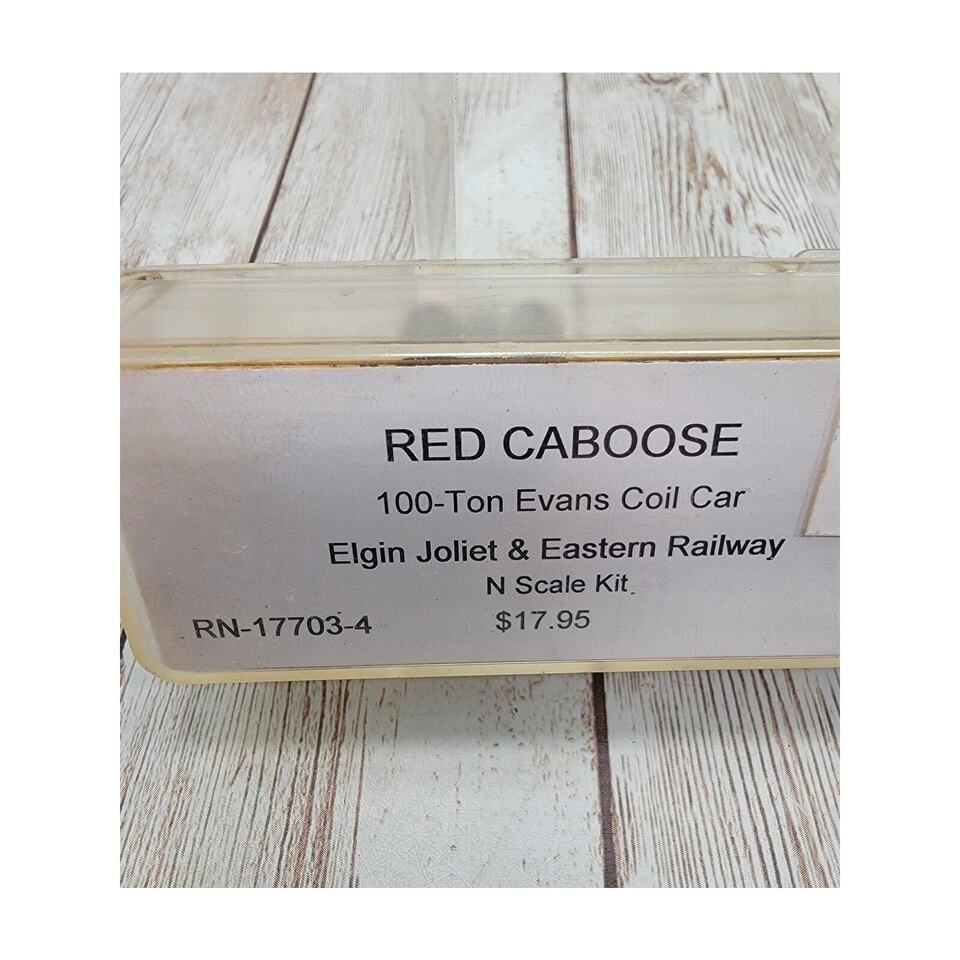 RED CABOOSE
100-Ton Evans Coil Car
Elgin Joliet & Eastern Railway
N Scale Kit
RN-17703-4 $17.95